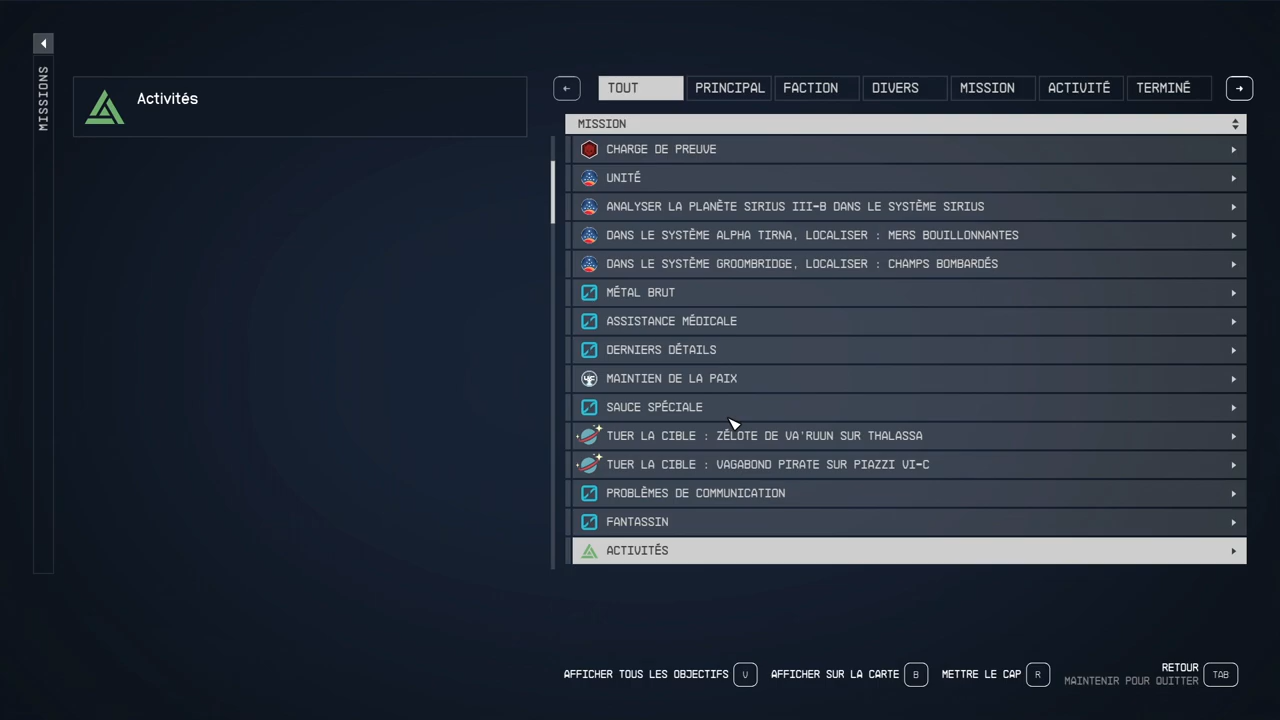 MISSIONS
Activités
←
TOUT
PRINCIPAL
FACTION
DIVERS
MISSION
ACTIVITÉ
TERMINÉ
→
MISSION
CHARGE DE PREUVE
UNITÉ
ANALYSER LA PLANÈTE SIRIUS III-B DANS LE SYSTÈME SIRIUS
DANS LE SYSTÈME ALPHA TIRNA, LOCALISER : MERS BOUILLONNANTES
DANS LE SYSTÈME GROOMBRIDGE, LOCALISER : CHAMPS BOMBARDÉS
MÉTAL BRUT
ASSISTANCE MÉDICALE
DERNIERS DÉTAILS
MAINTIEN DE LA PAIX
SAUCE SPÉCIALE
TUER LA CIBLE : ZÉLOTE DE VA'RUUN SUR THALASSA
TUER LA CIBLE : VAGABOND PIRATE SUR PIAZZI VI-C
PROBLÈMES DE COMMUNICATION
FANTASSIN
ACTIVITÉS
AFFICHER TOUS LES OBJECTIFS V
AFFICHER SUR LA CARTE B
METTRE LE CAP R
RETOUR
MAINTENIR POUR QUITTER
TAB